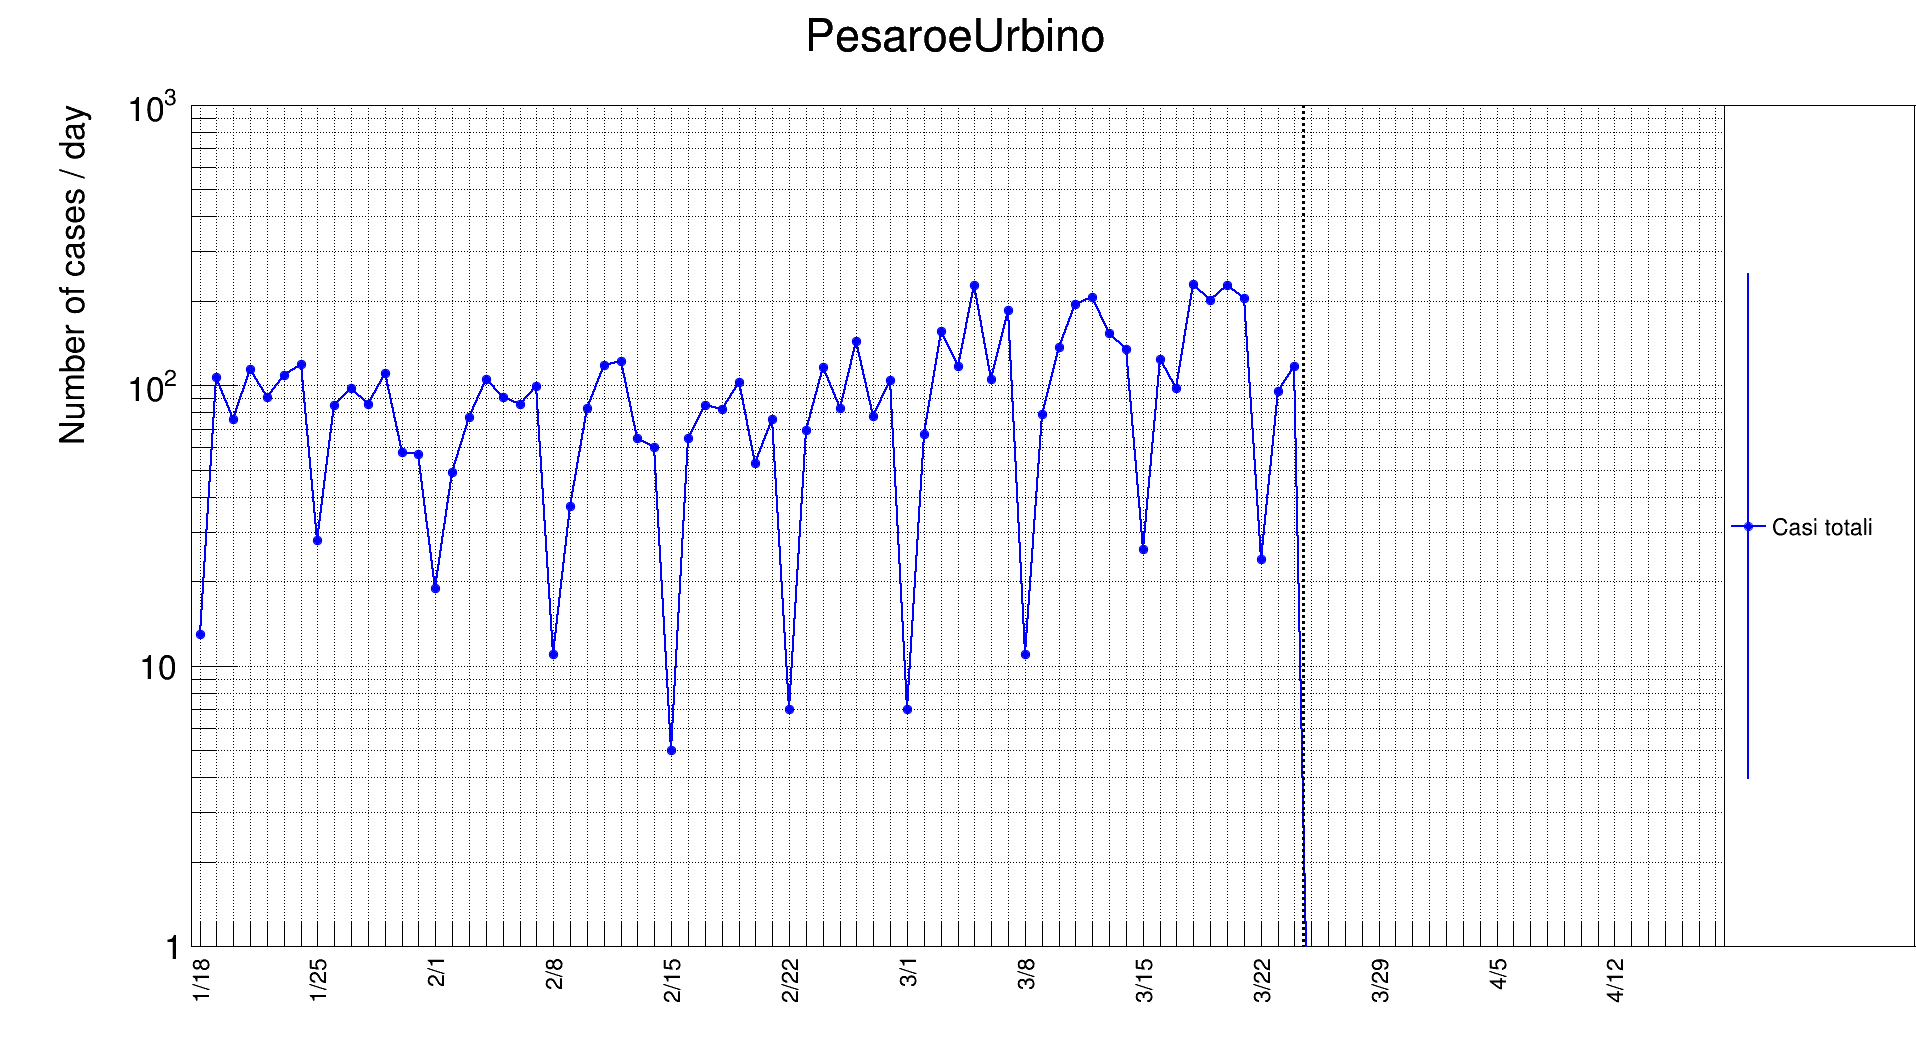 PesaroeUrbino
Number of cases / day
10³
10²
10
1
1/18 1/25 2/1 2/8 2/15 2/22 3/1 3/8 3/15 3/22 3/29 4/5 4/12
Casi totali